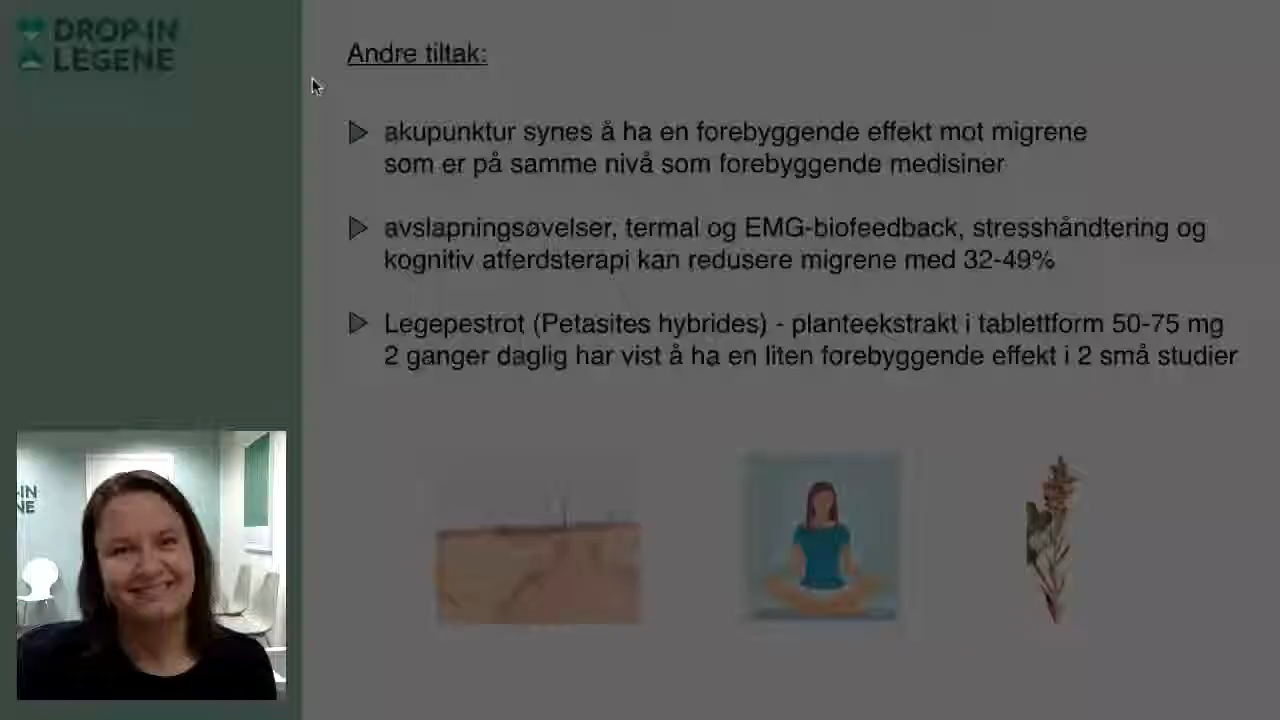 DROP-IN
LEGENE
Andre tiltak:
akupunktur synes å ha en forebyggende effekt mot migrene
som er på samme nivå som forebyggende medisiner
avslapningsøvelser, termal og EMG-biofeedback, stresshåndtering og
kognitiv atferdsterapi kan redusere migrene med 32-49%
Legepestrot (Petasites hybrides) - planteekstrakt i tablettform 50-75 mg
2 ganger daglig har vist å ha en liten forebyggende effekt i 2 små studier
-IN
NE